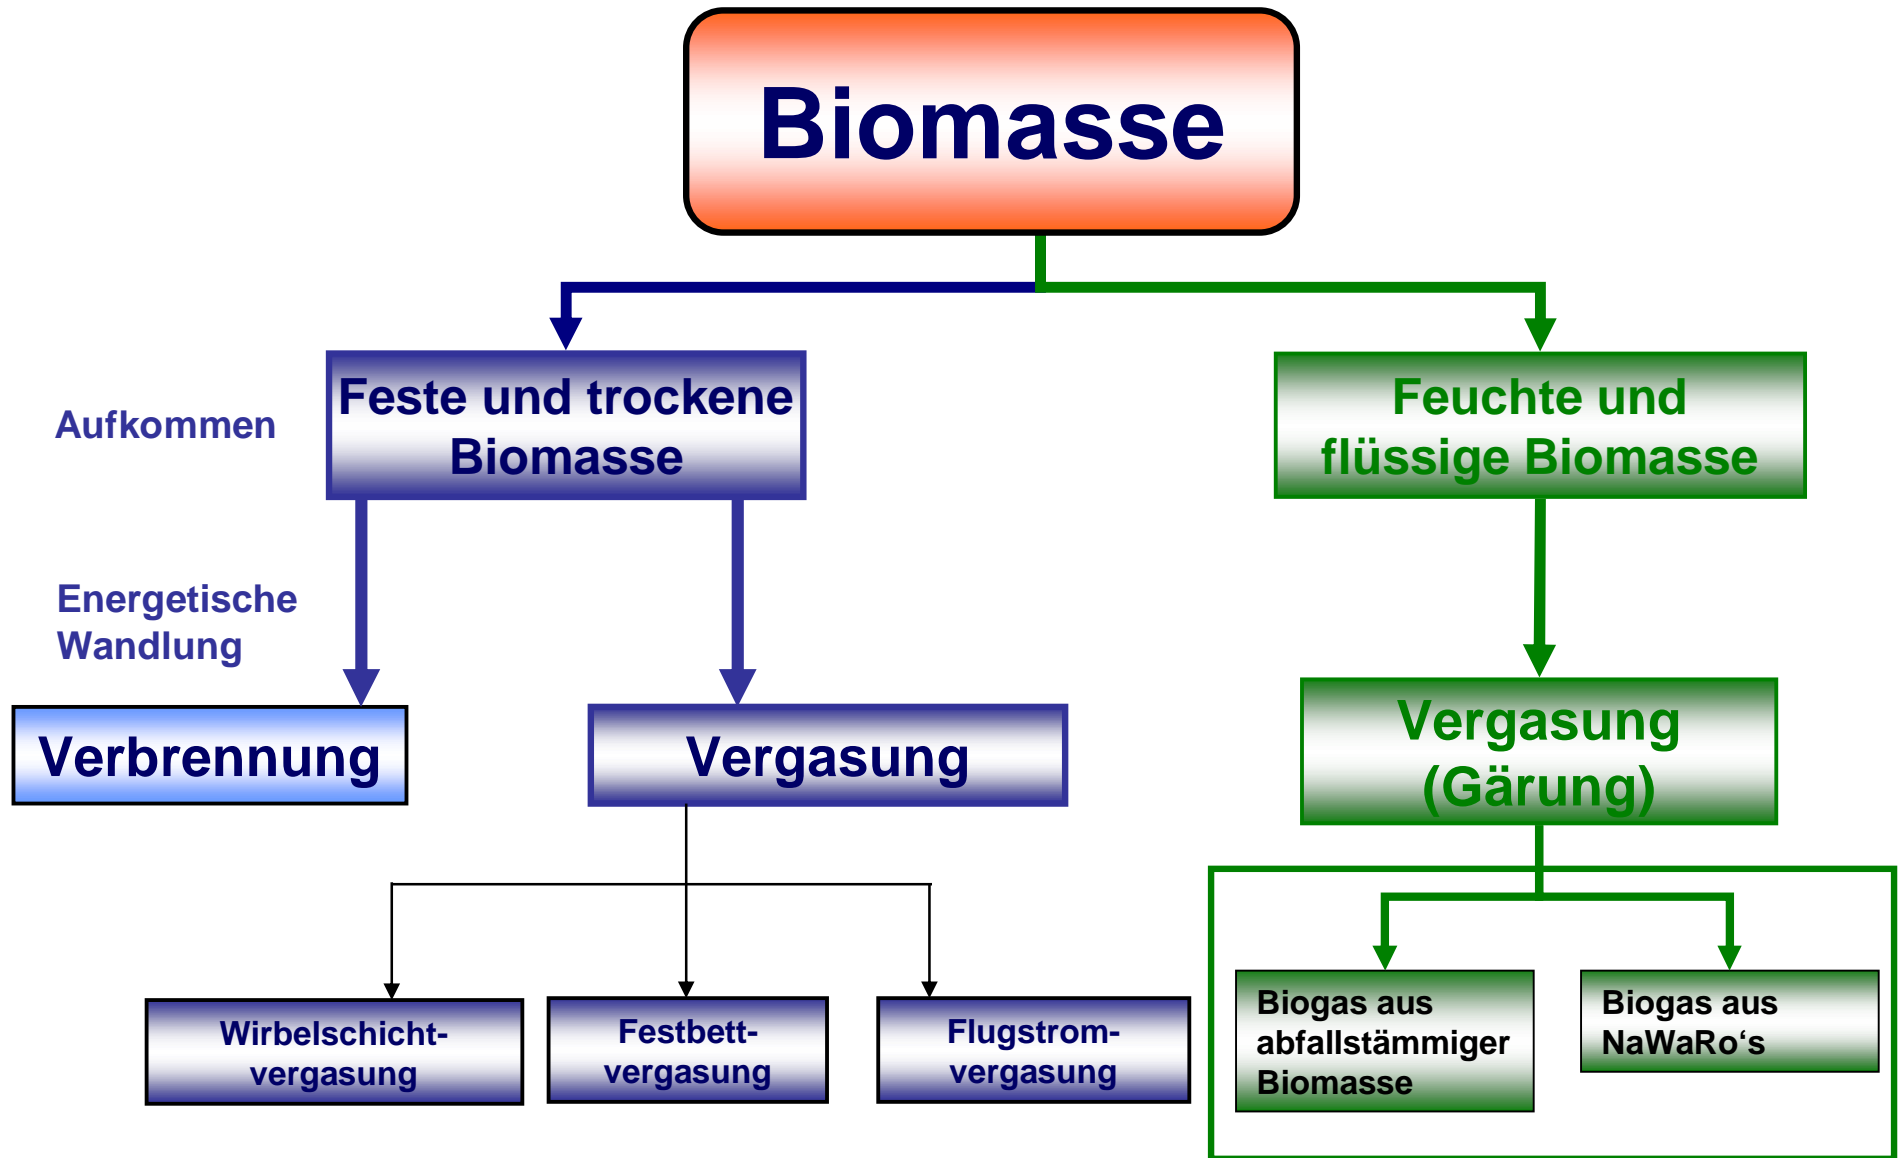 Biomasse
Aufkommen
Feste und trockene
Biomasse
Feuchte und
flüssige Biomasse
Energetische
Wandlung
Verbrennung
Vergasung
Vergasung
(Gärung)
Wirbelschicht-
vergasung
Festbett-
vergasung
Flugstrom-
vergasung
Biogas aus
abfallstämmiger
Biomasse
Biogas aus
NaWaRo‘s